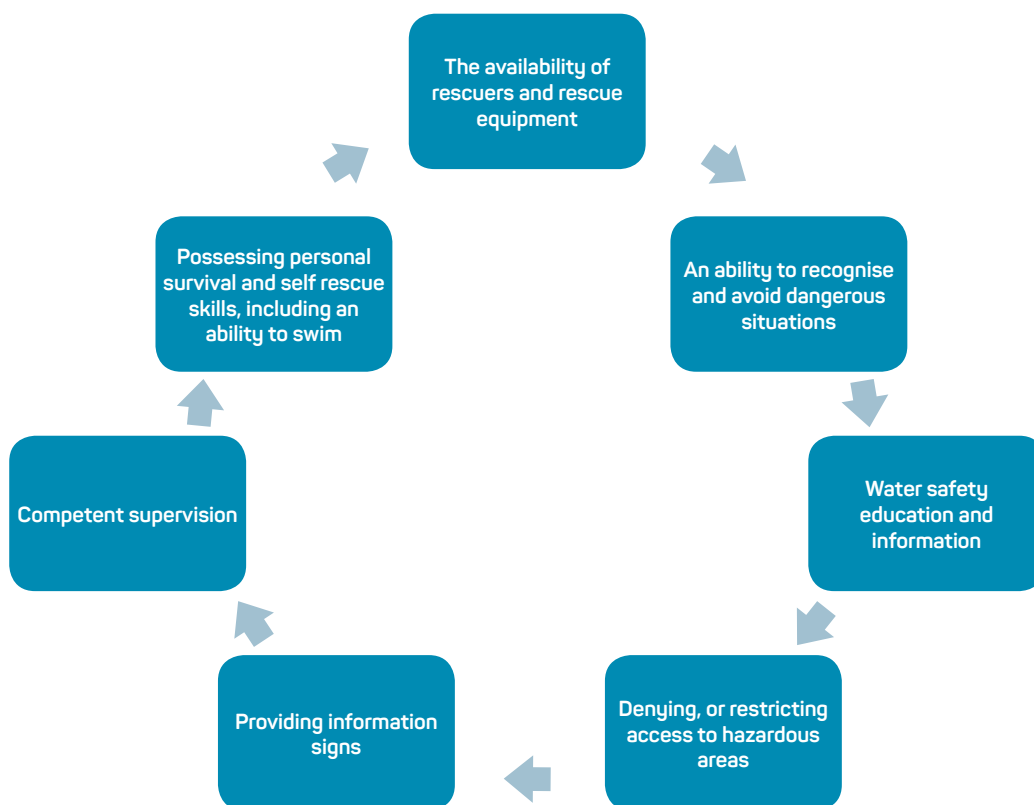 The availability of
rescuers and rescue
equipment
An ability to recognise
and avoid dangerous
situations
Water safety
education and
information
Denying, or restricting
access to hazardous
areas
Providing information
signs
Competent supervision
Possessing personal
survival and self rescue
skills, including an
ability to swim